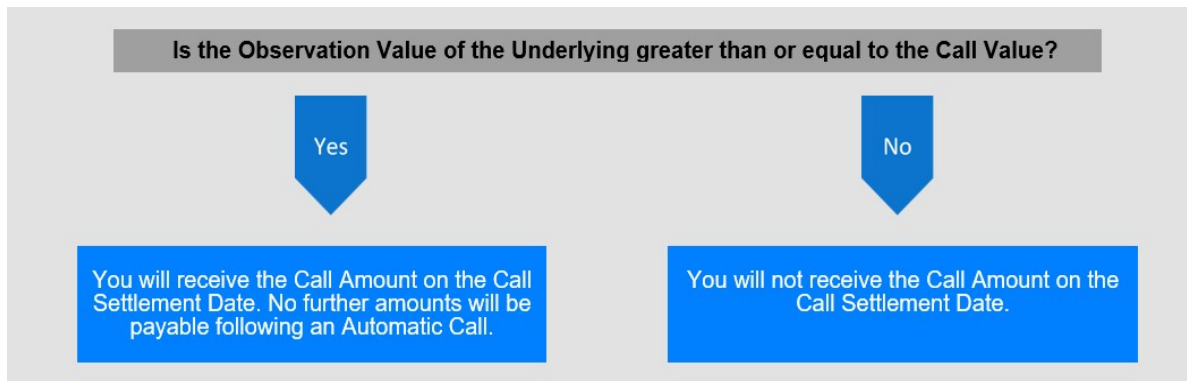 Is the Observation Value of the Underlying greater than or equal to the Call Value?
Yes
No
You will receive the Call Amount on the Call
Settlement Date. No further amounts will be
payable following an Automatic Call.
You will not receive the Call Amount on the
Call Settlement Date.